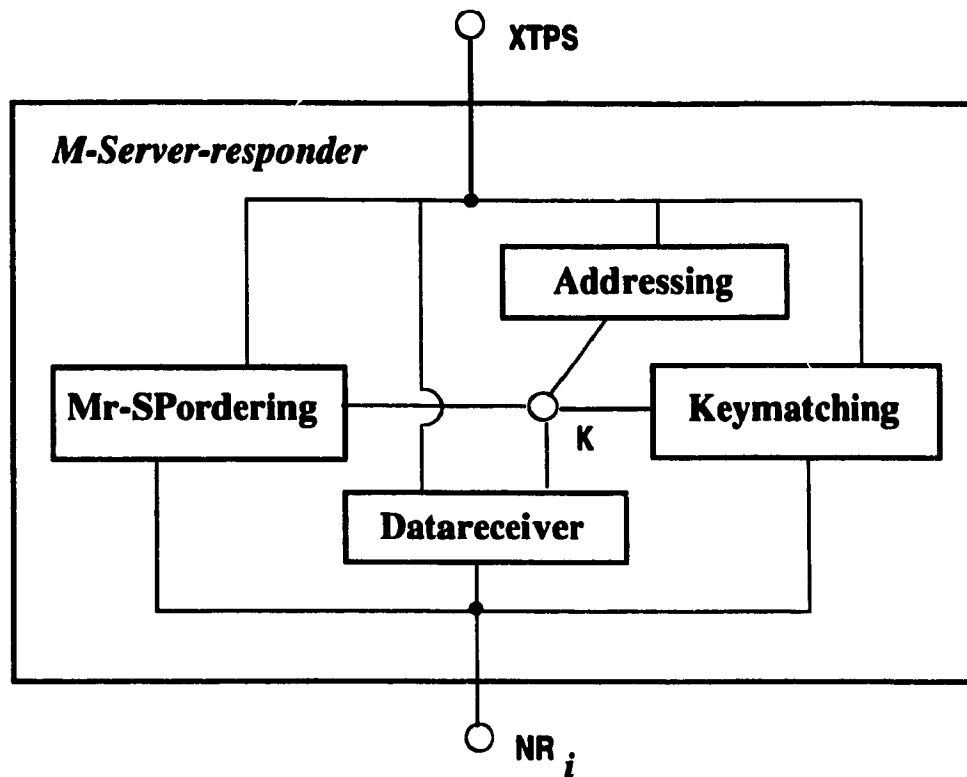 XTPS
M-Server-responder
Addressing
Mr-SPordering
Keymatching
K
Datareceiver
NR i